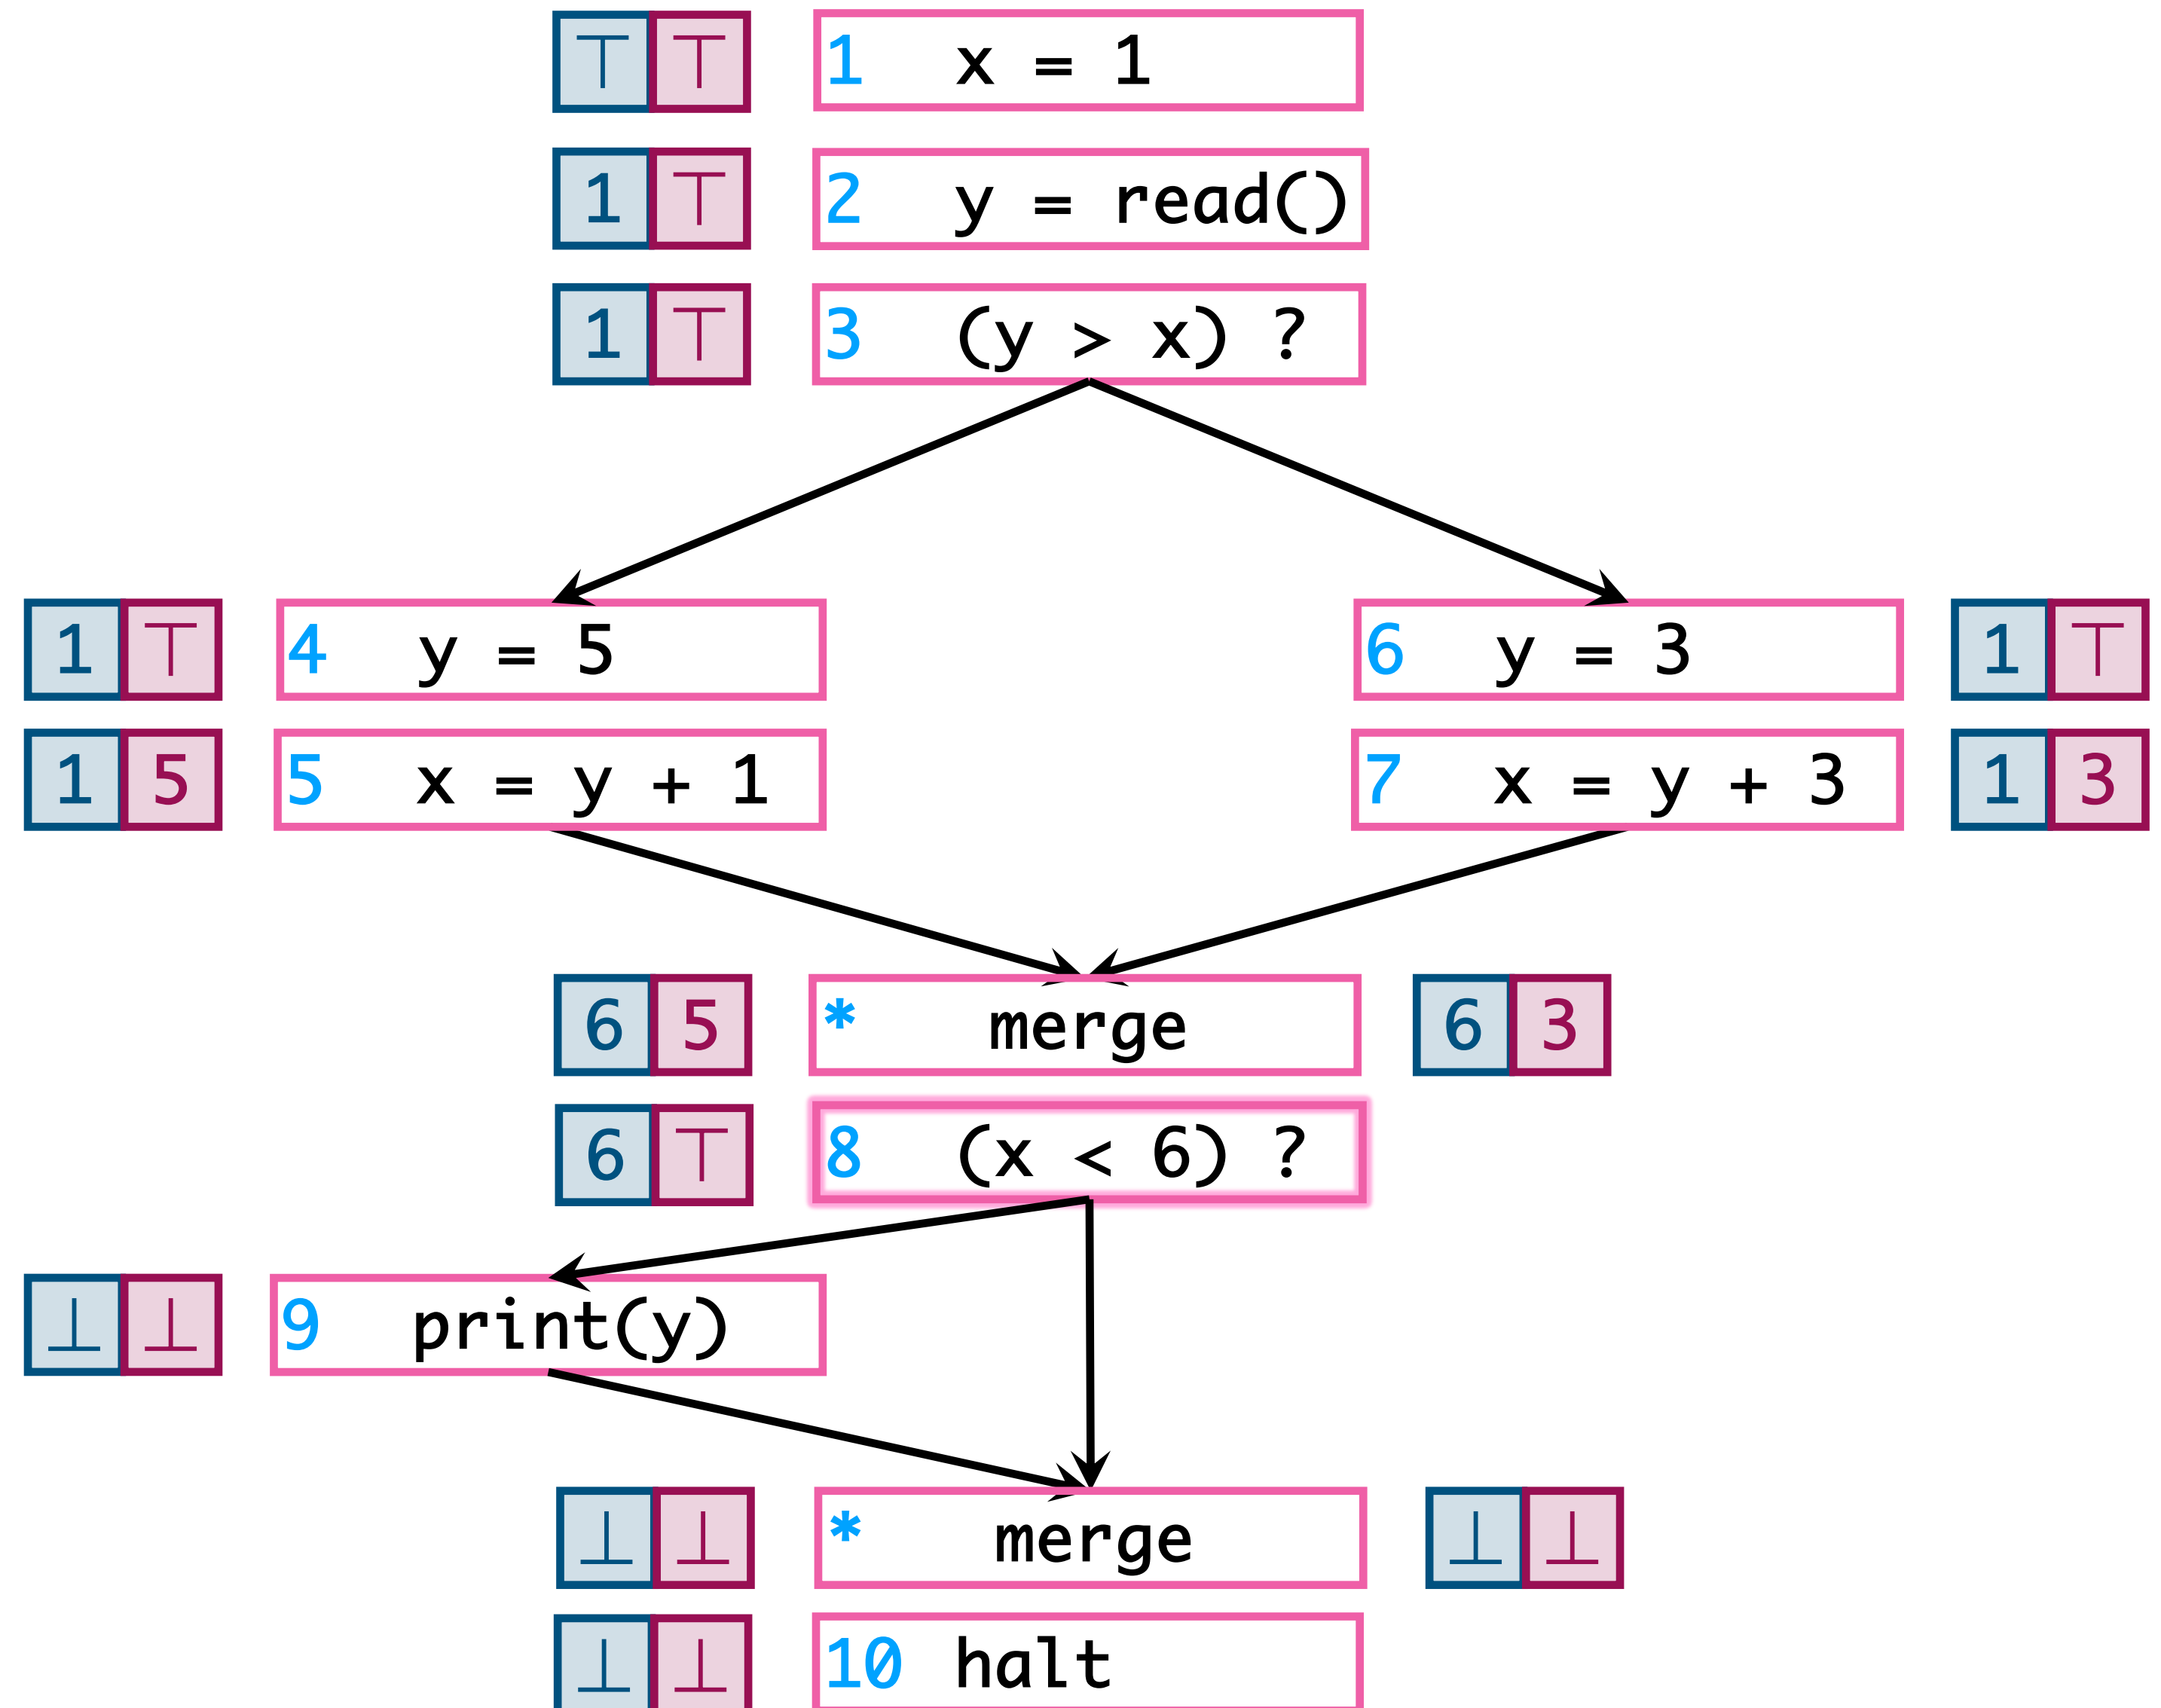 ⊤ ⊤ 1 x = 1
1 ⊤ 2 y = read()
1 ⊤ 3 (y > x) ?
1 ⊤ 4 y = 5
6 y = 3 1 ⊤
1 5 5 x = y + 1
7 x = y + 3 1 3
6 5 * merge 6 3
6 ⊤ 8 (x < 6) ?
⊥ ⊥ 9 print(y)
⊥ ⊥ * merge ⊥ ⊥
⊥ ⊥ 10 halt